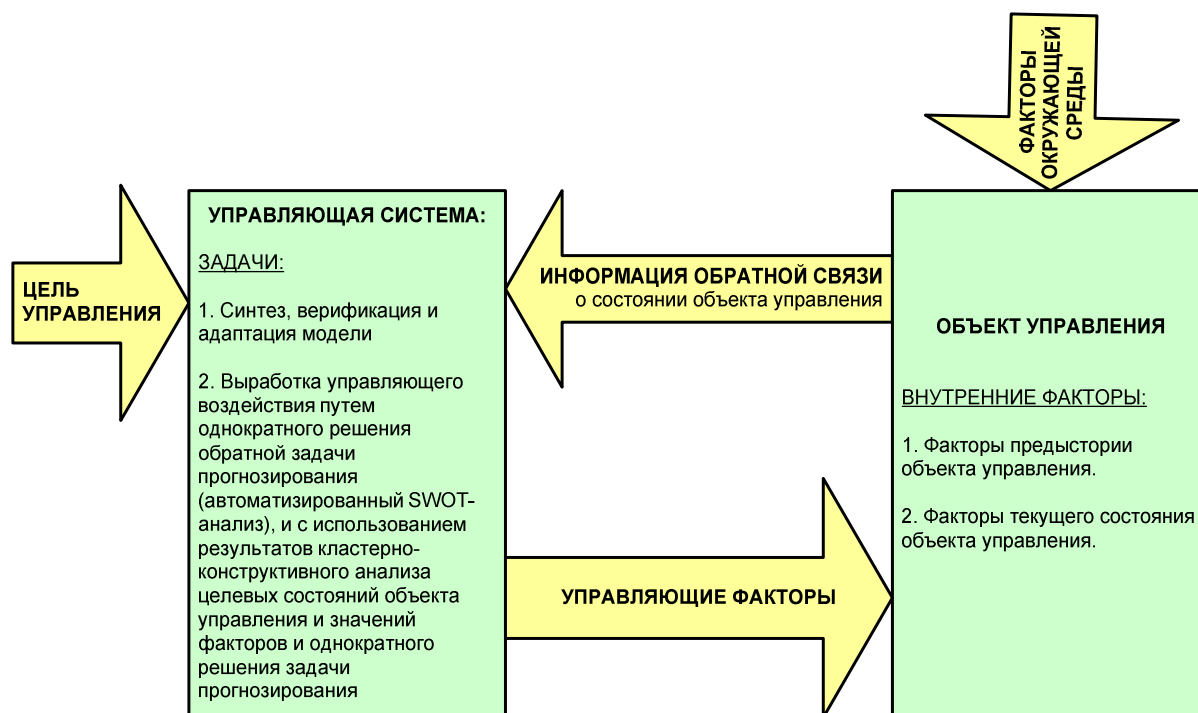 ФАКТОРЫ
ОКРУЖАЮЩЕЙ
СРЕДЫ
ЦЕЛЬ
УПРАВЛЕНИЯ
УПРАВЛЯЮЩАЯ СИСТЕМА:
ЗАДАЧИ:
1. Синтез, верификация и
адаптация модели
2. Выработка управляющего
воздействия путем
однократного решения
обратной задачи
прогнозирования
(автоматизированный SWOT-
анализ), и с использованием
результатов кластерно-
конструктивного анализа
целевых состояний объекта
управления и значений
факторов и однократного
решения задачи
прогнозирования
ИНФОРМАЦИЯ ОБРАТНОЙ СВЯЗИ
о состоянии объекта управления
УПРАВЛЯЮЩИЕ ФАКТОРЫ
ОБЪЕКТ УПРАВЛЕНИЯ
ВНУТРЕННИЕ ФАКТОРЫ:
1. Факторы предыстории
объекта управления.
2. Факторы текущего состояния
объекта управления.